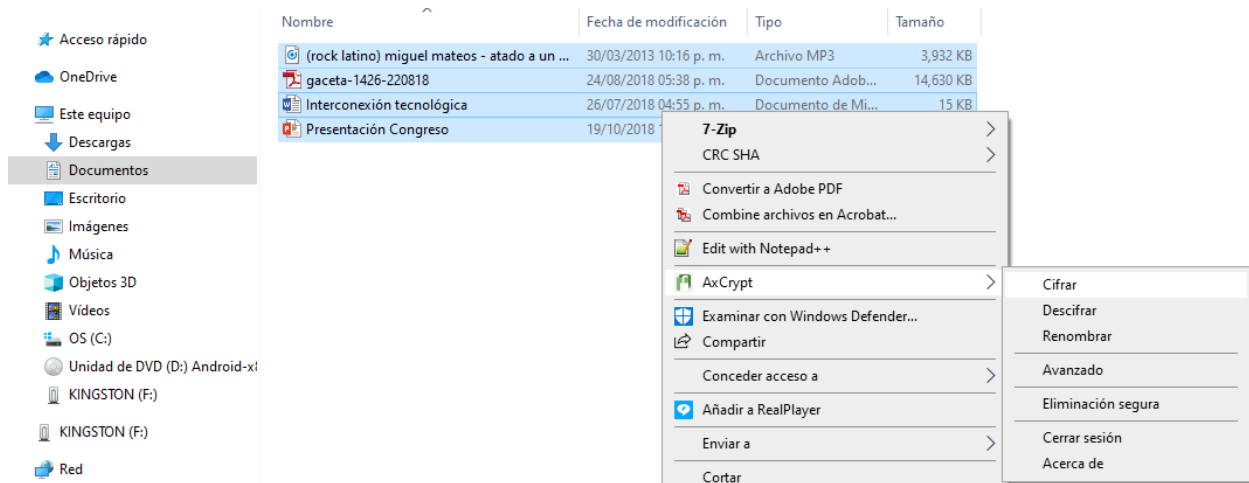 Nombre Fecha de modificación Tipo Tamaño
Acceso rápido
OneDrive
Este equipo
Descargas
Documentos
Escritorio
Imágenes
Música
Objetos 3D
Vídeos
OS (C:)
Unidad de DVD (D:) Android-x8
KINGSTON (F:)
KINGSTON (F:)
Red
(rock latino) miguel mateos - atado a un ... 30/03/2013 10:16 p. m. Archivo MP3 3,932 KB
gaceta-1426-220818 24/08/2018 05:38 p. m. Documento Adob... 14,630 KB
Interconexión tecnológica 26/07/2018 04:55 p. m. Documento de Mi... 15 KB
Presentación Congreso 19/10/2018
7-Zip
CRC SHA
Convertir a Adobe PDF
Combine archivos en Acrobat...
Edit with Notepad++
AxCrypt
Examinar con Windows Defender...
Compartir
Conceder acceso a
Añadir a RealPlayer
Enviar a
Cortar
Cifrar
Descifrar
Renombrar
Avanzado
Eliminación segura
Cerrar sesión
Acerca de